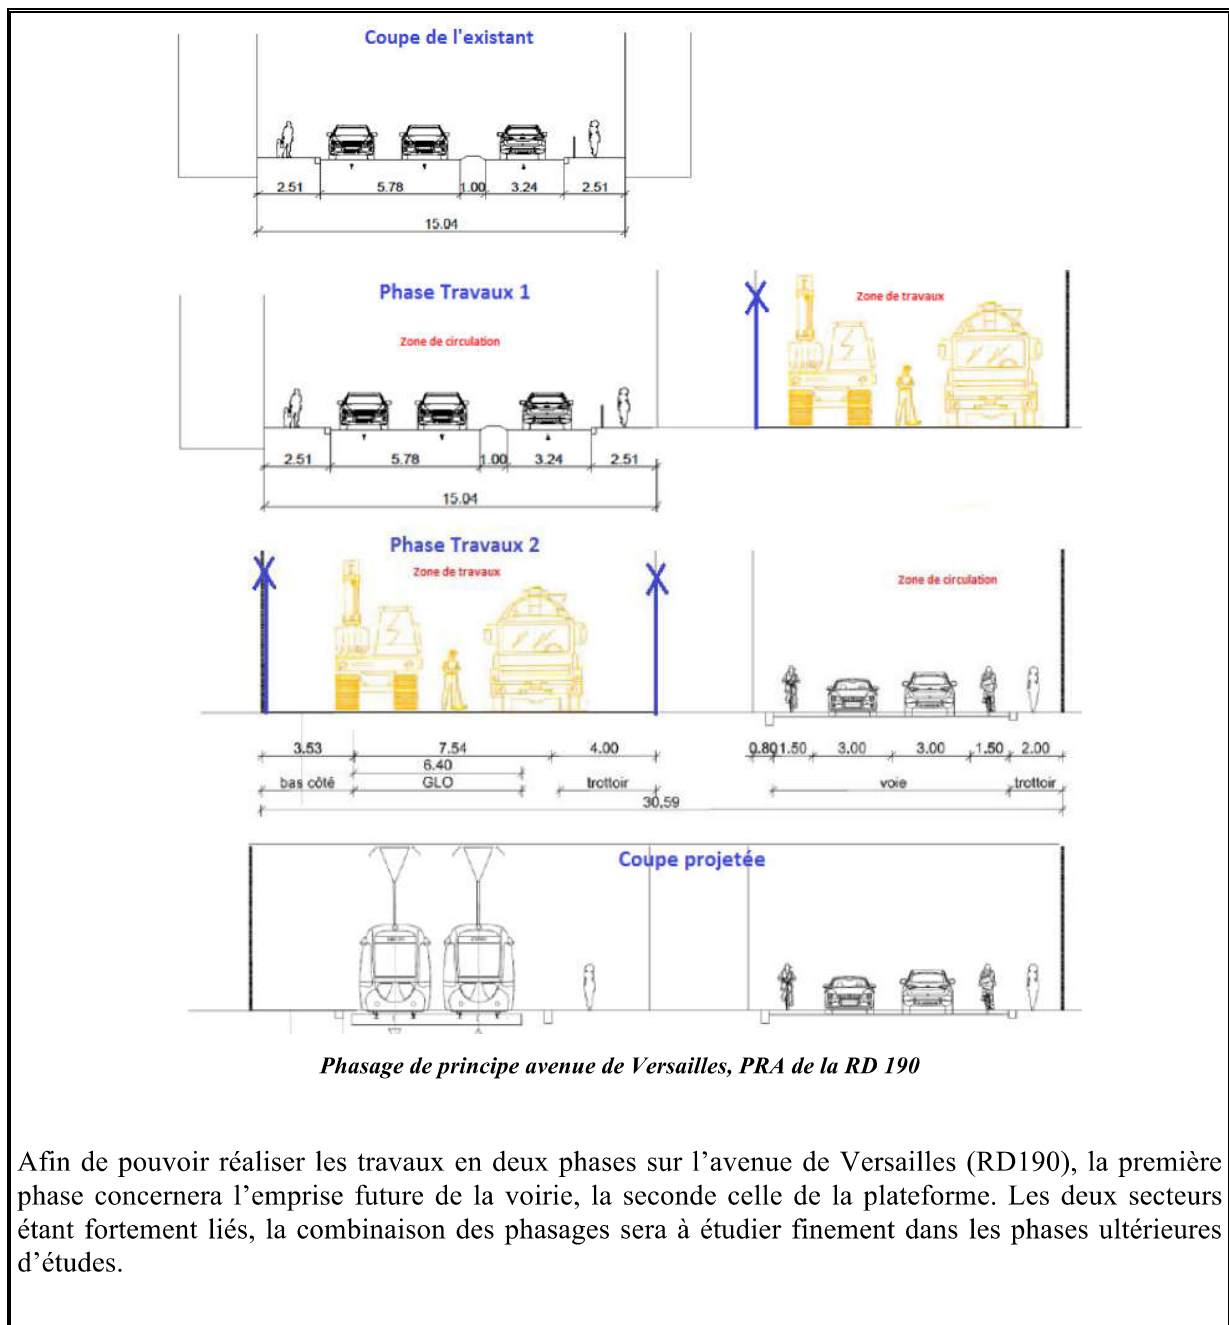 Coupe de l'existant
2.51 5.78 1.00 3.24 2.51
15.04
Phase Travaux 1
Zone de travaux
Zone de circulation
2.51 5.78 1.00 3.24 2.51
15.04
Phase Travaux 2
Zone de travaux
Zone de circulation
3.53 7.54 4.00 0.80 1.50 3.00 3.00 1.50 2.00
6.40
bas côté GLO trottoir voie trottoir
30.59
Coupe projetée
Phasage de principe avenue de Versailles, PRA de la RD 190
Afin de pouvoir réaliser les travaux en deux phases sur l’avenue de Versailles (RD190), la première
phase concernera l’emprise future de la voirie, la seconde celle de la plateforme. Les deux secteurs
étant fortement liés, la combinaison des phasages sera à étudier finement dans les phases ultérieures
d’études.